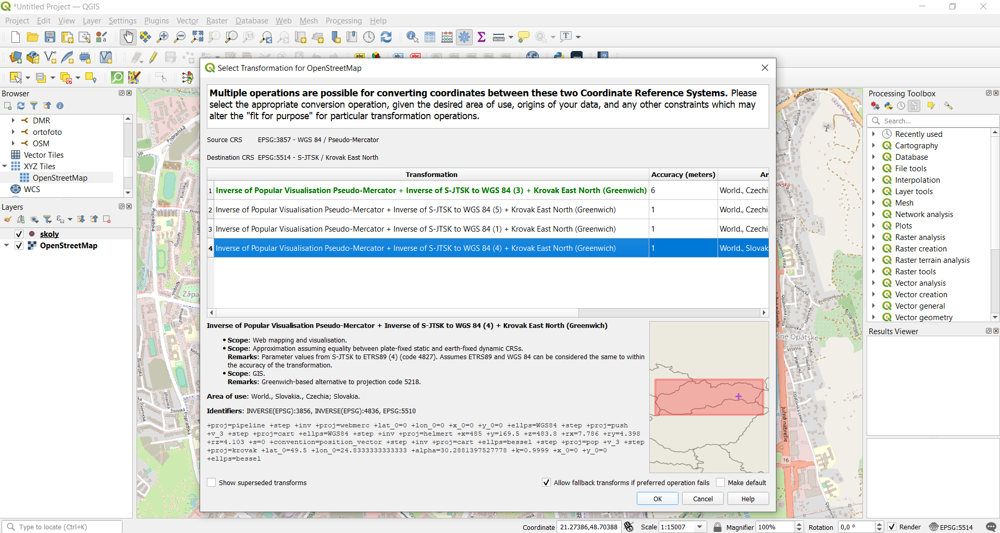 *Untitled Project — QGIS
Project Edit View Layer Settings Plugins Vector Raster Database Web Mesh Processing Help
Select Transformation for OpenStreetMap
Multiple operations are possible for converting coordinates between these two Coordinate Reference Systems. Please
select the appropriate conversion operation, given the desired area of use, origins of your data, and any other constraints which may
alter the "fit for purpose" for particular transformation operations.
Source CRS EPSG:3857 - WGS 84 / Pseudo-Mercator
Destination CRS EPSG:5514 - S-JTSK / Krovak East North
Transformation Accuracy (meters) Ar
1 Inverse of Popular Visualisation Pseudo-Mercator + Inverse of S-JTSK to WGS 84 (3) + Krovak East North (Greenwich) 6 World., Czechi
2 Inverse of Popular Visualisation Pseudo-Mercator + Inverse of S-JTSK to WGS 84 (5) + Krovak East North (Greenwich) 1 World., Czechi
3 Inverse of Popular Visualisation Pseudo-Mercator + Inverse of S-JTSK to WGS 84 (1) + Krovak East North (Greenwich) 1 World., Czechi
4 Inverse of Popular Visualisation Pseudo-Mercator + Inverse of S-JTSK to WGS 84 (4) + Krovak East North (Greenwich) 1 World., Slovak
Inverse of Popular Visualisation Pseudo-Mercator + Inverse of S-JTSK to WGS 84 (4) + Krovak East North (Greenwich)
• Scope: Web mapping and visualisation.
• Scope: Approximation assuming equality between plate-fixed static and earth-fixed dynamic CRSs.
Remarks: Parameter values from S-JTSK to ETRS89 (4) (code 4827). Assumes ETRS89 and WGS 84 can be considered the same to within
the accuracy of the transformation.
• Scope: GIS.
Remarks: Greenwich-based alternative to projection code 5218.
Area of use: World., Slovakia., Czechia; Slovakia.
Identifiers: INVERSE(EPSG):3856, INVERSE(EPSG):4836, EPSG:5510
+proj=pipeline +step +inv +proj=webmerc +lat_0=0 +lon_0=0 +x_0=0 +y_0=0 +ellps=WGS84 +step +proj=push
+v_3 +step +proj=cart +ellps=WGS84 +step +inv +proj=helmert +x=485 +y=169.5 +z=483.8 +rx=7.786 +ry=4.398
+rz=4.103 +s=0 +convention=position_vector +step +inv +proj=cart +ellps=bessel +step +proj=pop +v_3 +step
+proj=krovak +lat_0=49.5 +lon_0=24.8333333333333 +alpha=30.2881397527778 +k=0.9999 +x_0=0 +y_0=0
+ellps=bessel
Show superseded transforms
Allow fallback transforms if preferred operation fails
Make default
OK Cancel Help
Browser
DMR
ortofoto
OSM
Vector Tiles
XYZ Tiles
OpenStreetMap
WCS
Layers
skoly
OpenStreetMap
Processing Toolbox
Search...
Recently used
Cartography
Database
File tools
Interpolation
Layer tools
Mesh
Network analysis
Plots
Raster analysis
Raster creation
Raster terrain analysis
Raster tools
Vector analysis
Vector creation
Vector general
Vector geometry
Results Viewer
Popradská
Západ
šné Opátske
16
Type to locate (Ctrl+K)
Coordinate 21.27386,48.70388 Scale 1:15007 Magnifier 100% Rotation 0,0 ° Render EPSG:5514